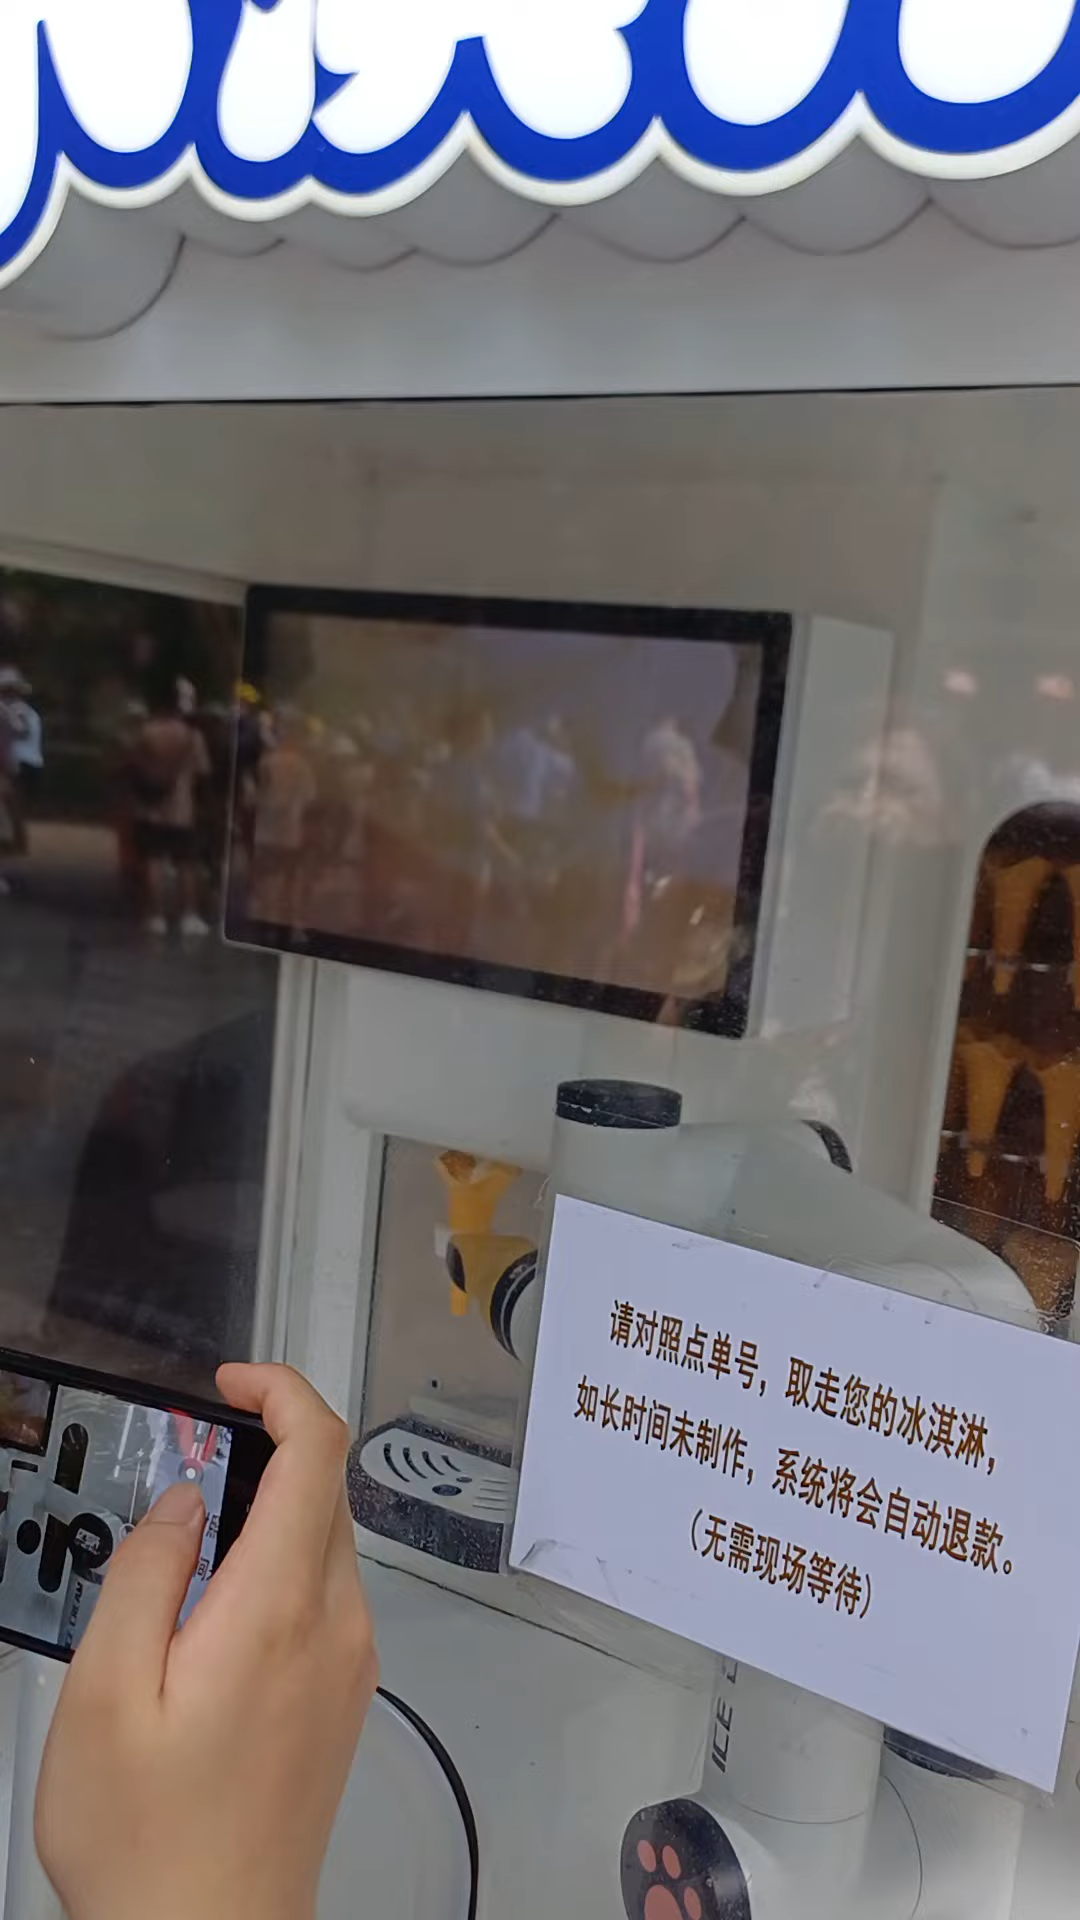 请对照点单号，取走您的冰淇淋，
如长时间未制作，系统将会自动退款。
（无需现场等待）
ICE